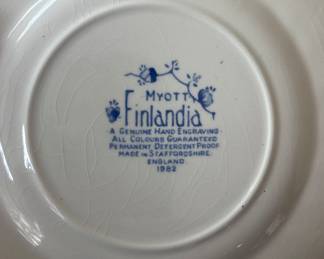 MYOTT
Finlandia
A GENUINE HAND ENGRAVING.
ALL COLOURS GUARANTEED
PERMANENT DETERGENT PROOF
MADE IN STAFFORDSHIRE.
ENGLAND
1982